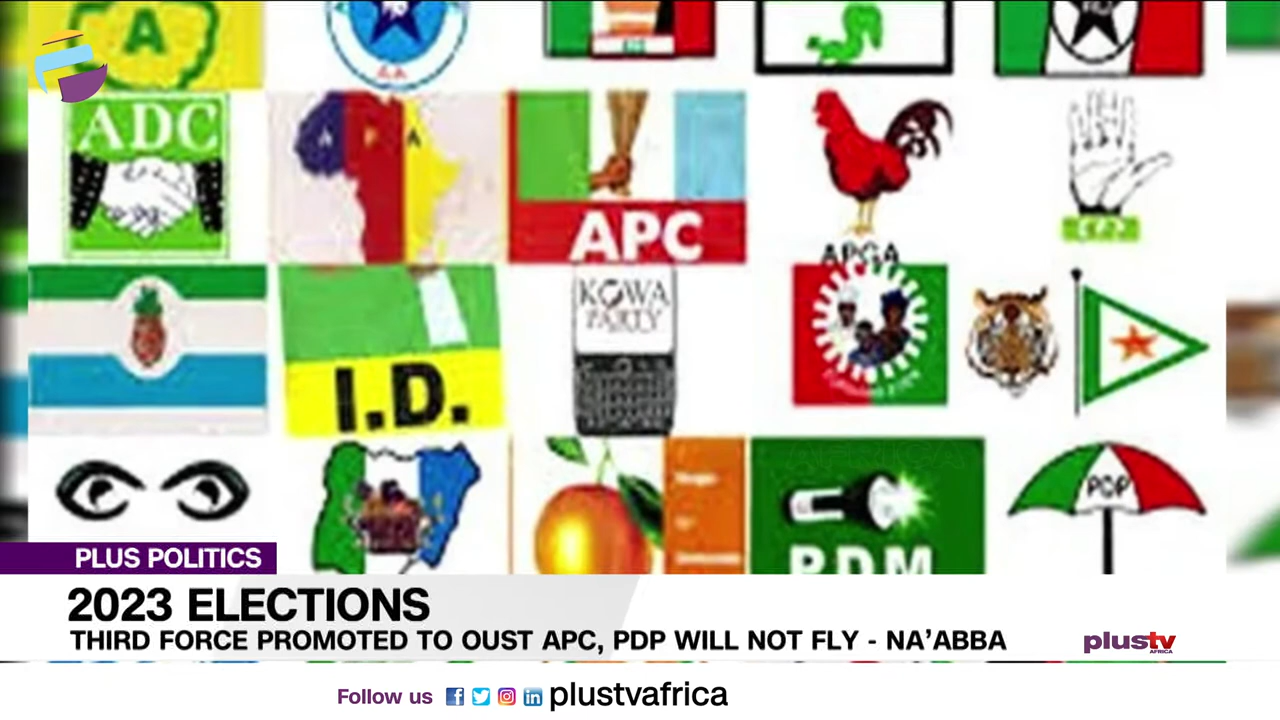 A
A.A
ADC
A P A
APC
APGA
KOWA
PARTY
I.D.
PDP
PDM
PLUS POLITICS
2023 ELECTIONS
THIRD FORCE PROMOTED TO OUST APC, PDP WILL NOT FLY - NA'ABBA
plustv
AFRICA
Follow us plustvafrica